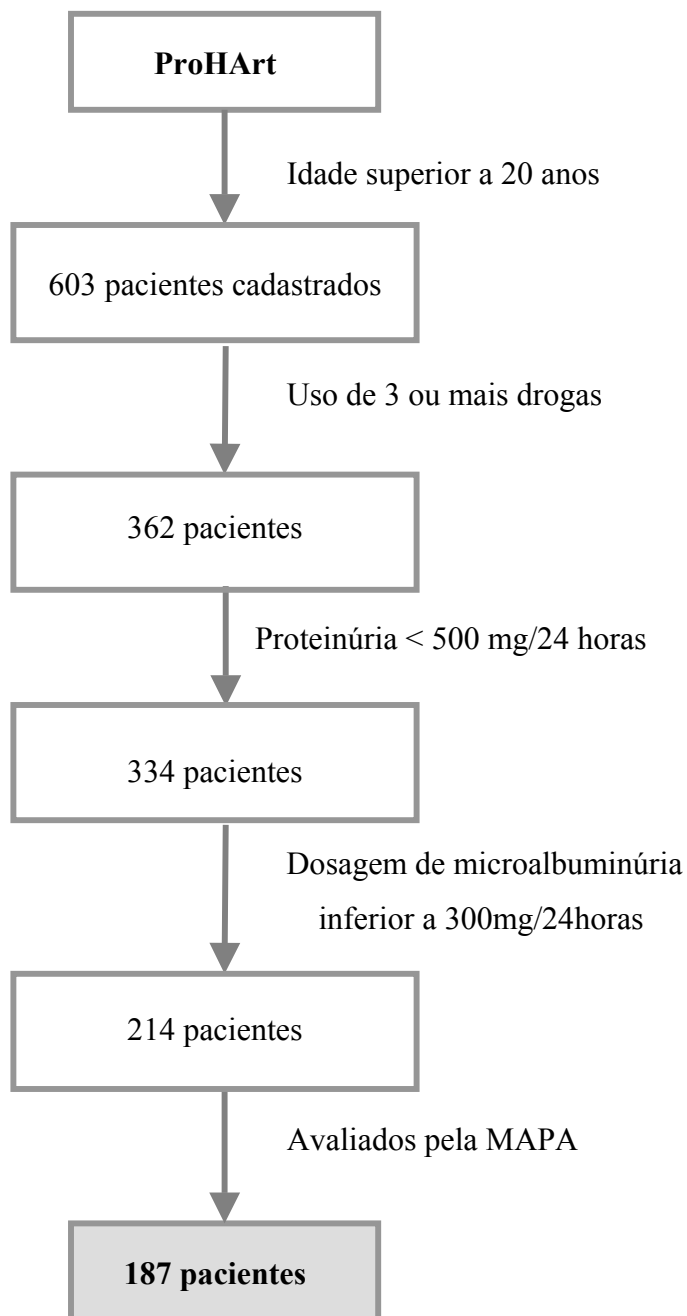 ProHArt
Idade superior a 20 anos
603 pacientes cadastrados
Uso de 3 ou mais drogas
362 pacientes
Proteinúria < 500 mg/24 horas
334 pacientes
Dosagem de microalbuminúria
inferior a 300mg/24horas
214 pacientes
Avaliados pela MAPA
187 pacientes